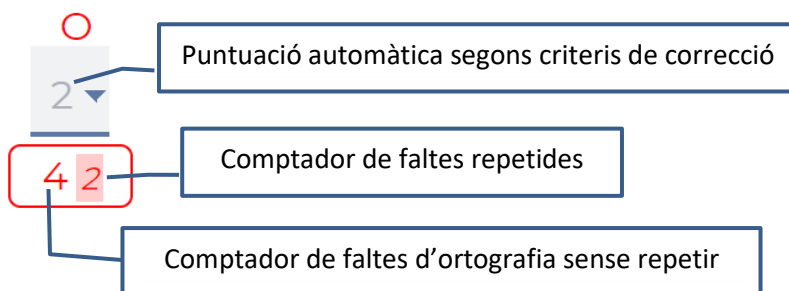 O
2 Puntuació automàtica segons criteris de correcció
4 2 Comptador de faltes repetides
Comptador de faltes d’ortografia sense repetir